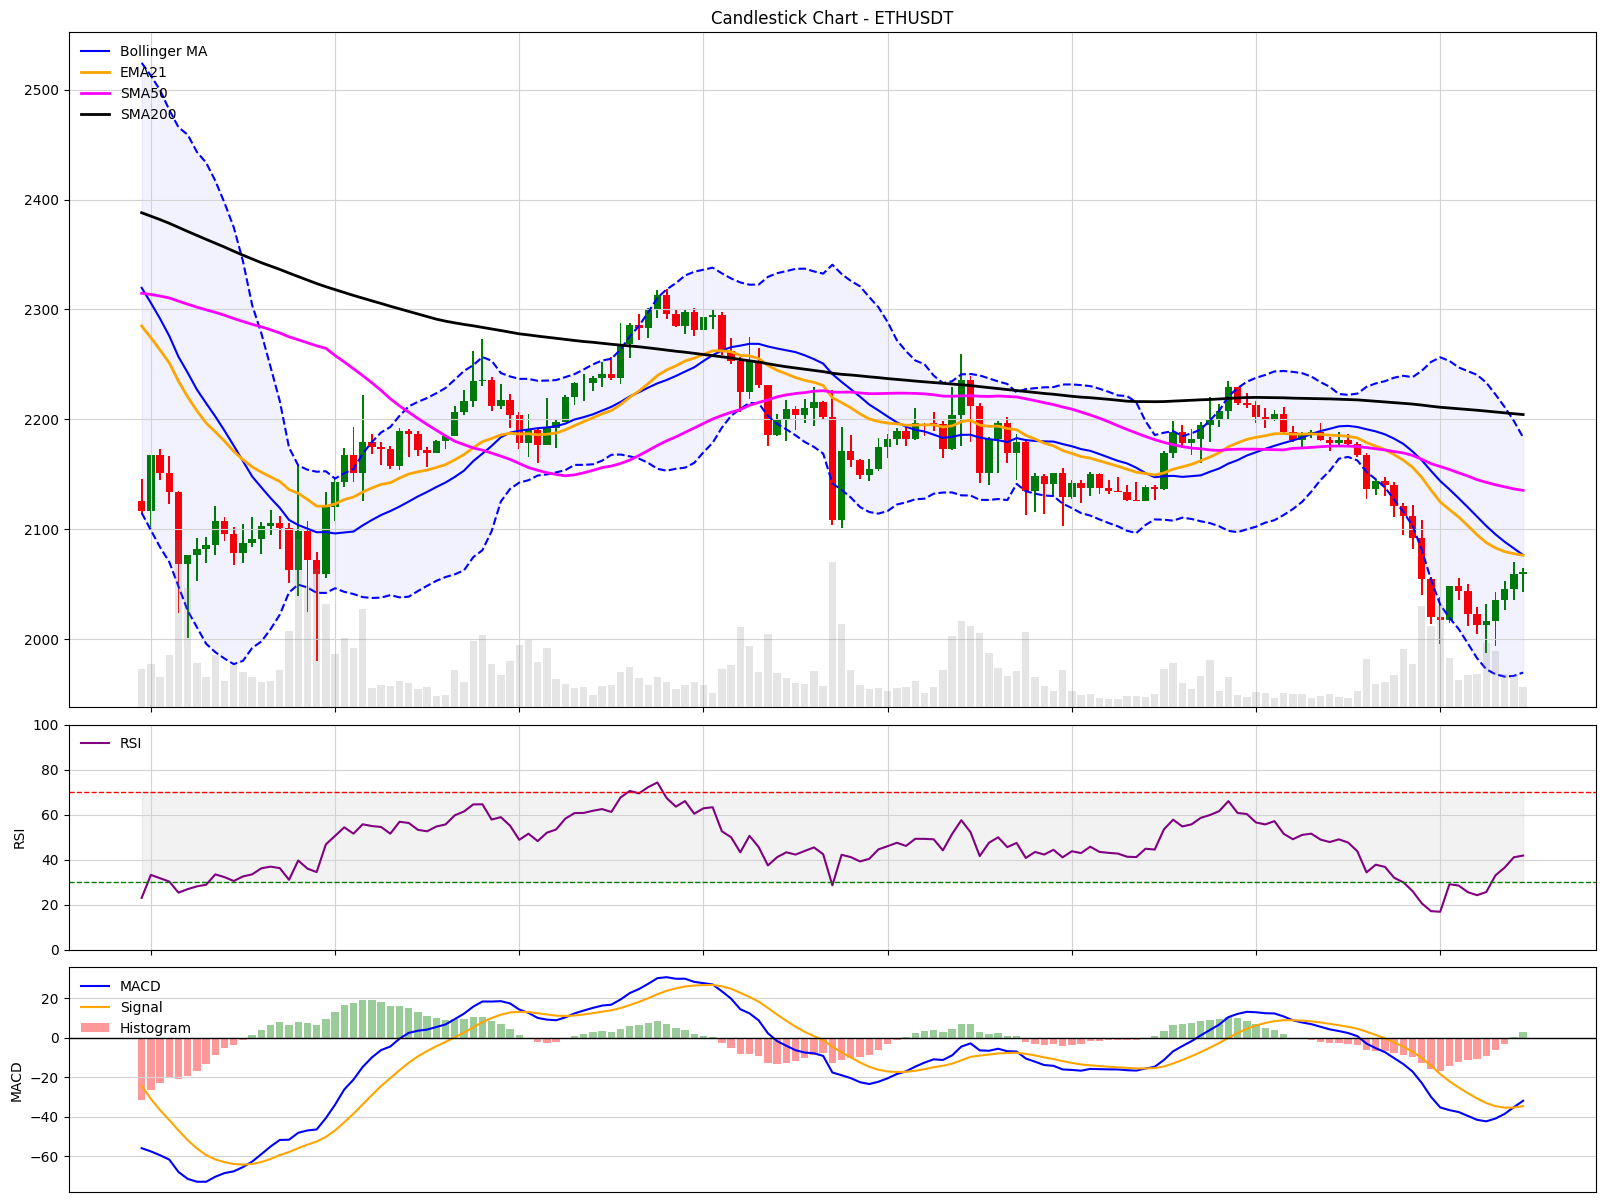 Candlestick Chart - ETHUSDT
Bollinger MA
EMA21
SMA50
SMA200
2500
2400
2300
2200
2100
2000
RSI
100
80
60
40
20
0
RSI
MACD
Signal
Histogram
20
0
−20
−40
−60
MACD